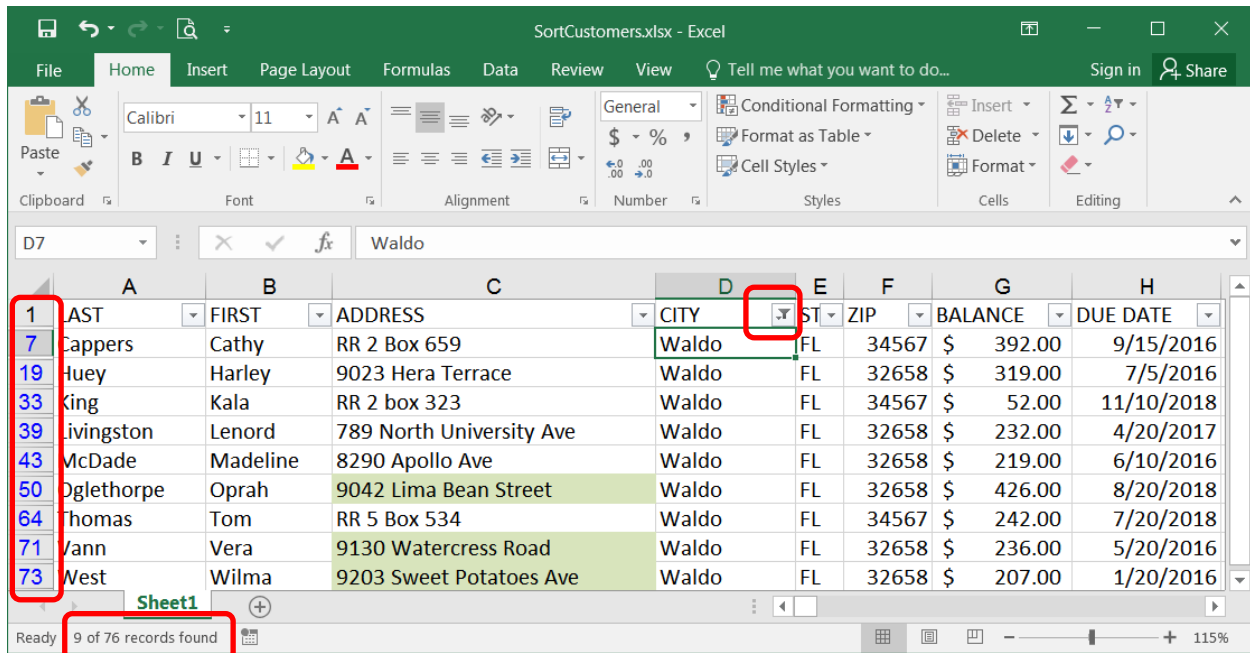 SortCustomers.xlsx - Excel
File Home Insert Page Layout Formulas Data Review View Tell me what you want to do... Sign in Share
Calibri 11 A A General Conditional Formatting Insert Σ
$ % , Format as Table Delete
Paste B I U A Cell Styles Format
Clipboard Font Alignment Number Styles Cells Editing
D7 fx Waldo
A B C D E F G H
1 LAST FIRST ADDRESS CITY ST ZIP BALANCE DUE DATE
7 Cappers Cathy RR 2 Box 659 Waldo FL 34567 $ 392.00 9/15/2016
19 Huey Harley 9023 Hera Terrace Waldo FL 32658 $ 319.00 7/5/2016
33 King Kala RR 2 box 323 Waldo FL 34567 $ 52.00 11/10/2018
39 Livingston Lenord 789 North University Ave Waldo FL 32658 $ 232.00 4/20/2017
43 McDade Madeline 8290 Apollo Ave Waldo FL 32658 $ 219.00 6/10/2016
50 Oglethorpe Oprah 9042 Lima Bean Street Waldo FL 32658 $ 426.00 8/20/2018
64 Thomas Tom RR 5 Box 534 Waldo FL 34567 $ 242.00 7/20/2018
71 Vann Vera 9130 Watercress Road Waldo FL 32658 $ 236.00 5/20/2016
73 West Wilma 9203 Sweet Potatoes Ave Waldo FL 32658 $ 207.00 1/20/2016
Sheet1
Ready 9 of 76 records found 115%